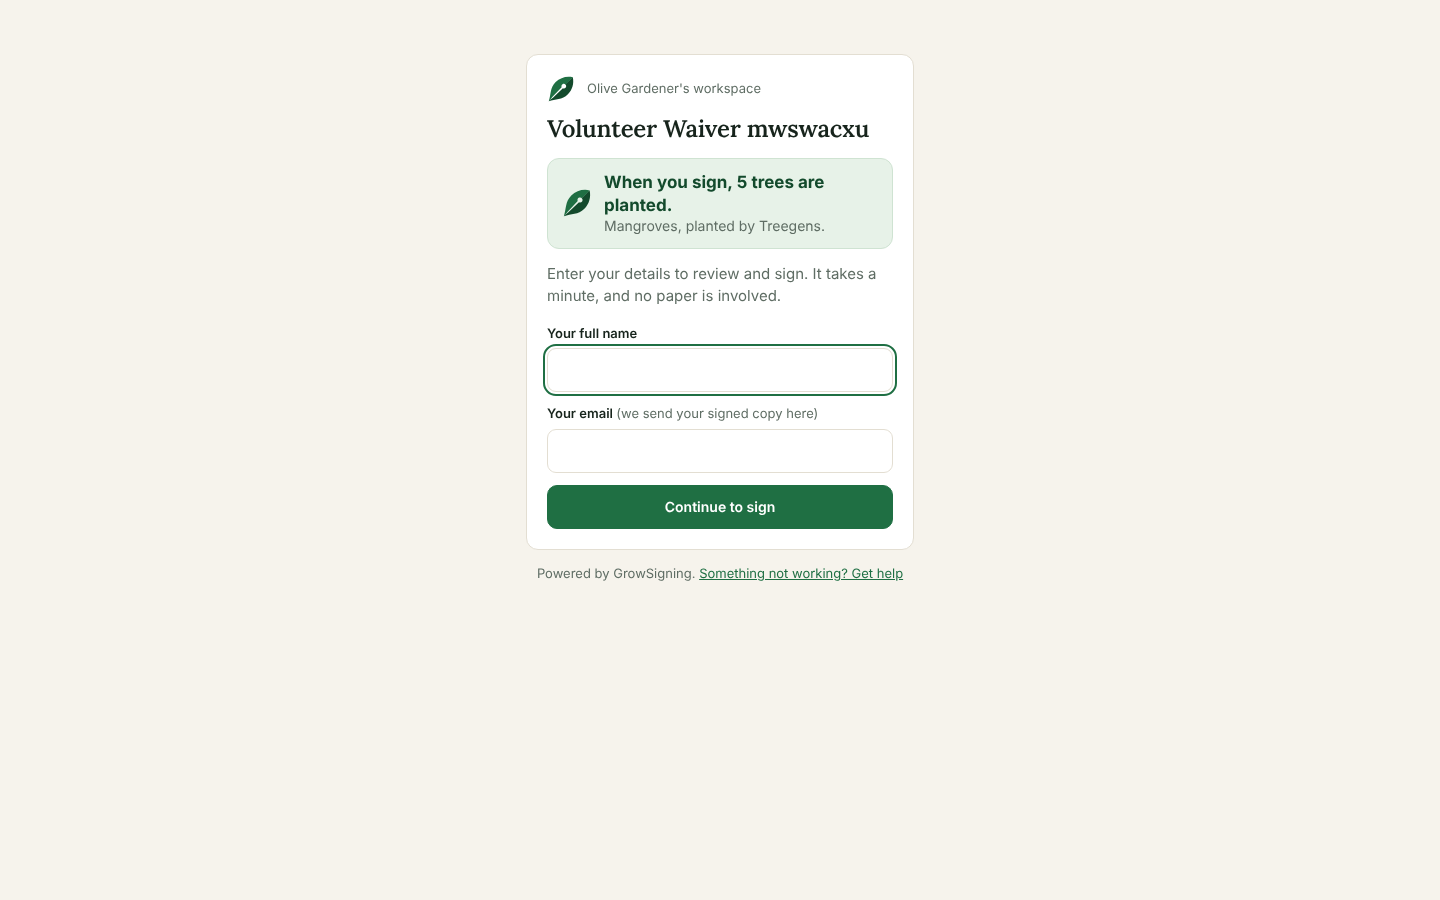 Olive Gardener's workspace
Volunteer Waiver mwswacxu
When you sign, 5 trees are
planted.
Mangroves, planted by Treegens.
Enter your details to review and sign. It takes a
minute, and no paper is involved.
Your full name
Your email (we send your signed copy here)
Continue to sign
Powered by GrowSigning. Something not working? Get help